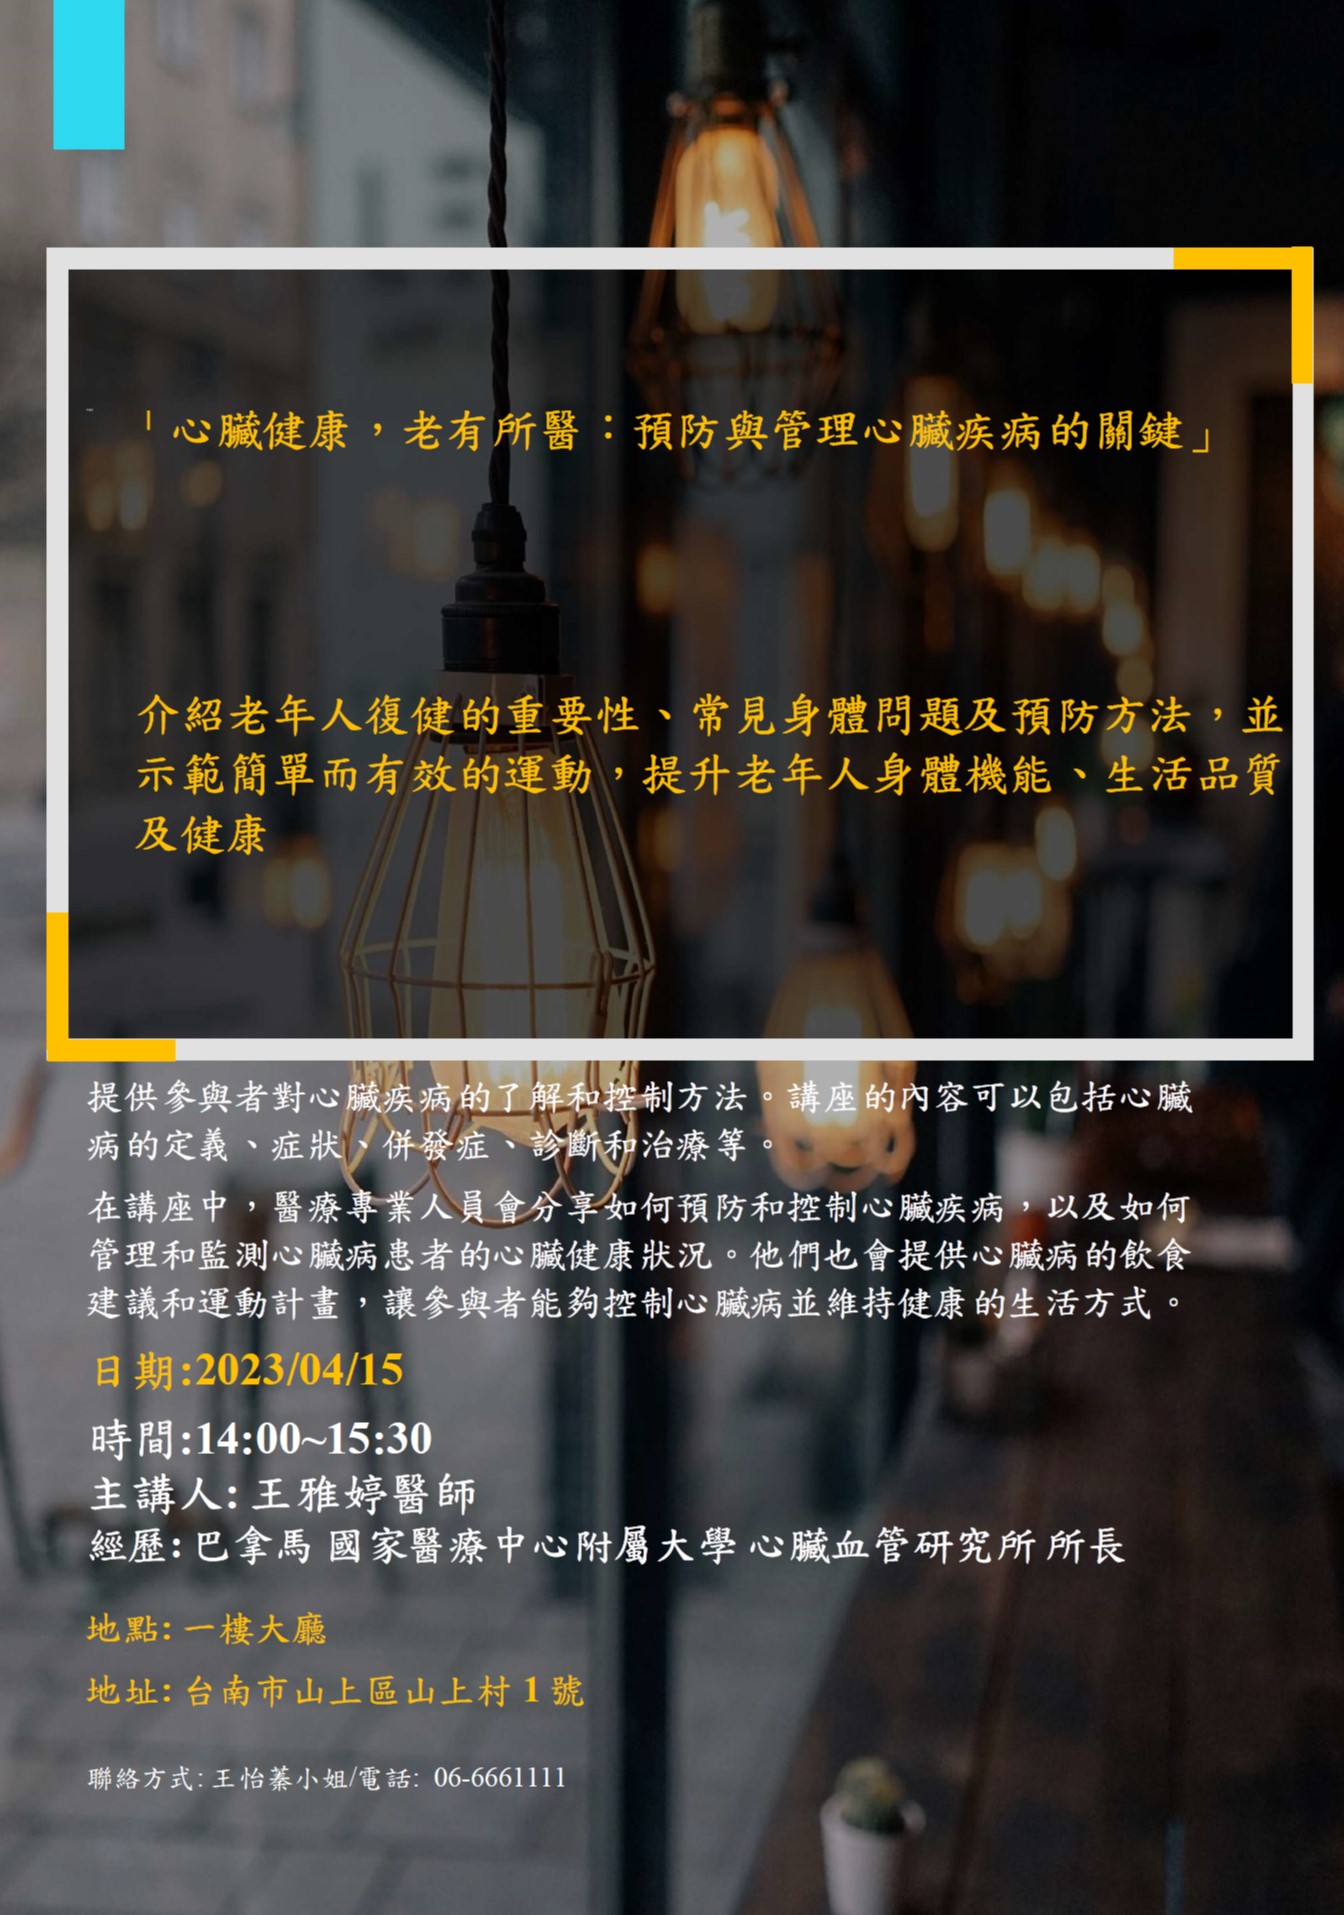 「心臟健康，老有所醫：預防與管理心臟疾病的關鍵」
介紹老年人復健的重要性、常見身體問題及預防方法，並
示範簡單而有效的運動，提升老年人身體機能、生活品質
及健康
提供參與者對心臟疾病的了解和控制方法。講座的內容可以包括心臟
病的定義、症狀、併發症、診斷和治療等。
在講座中，醫療專業人員會分享如何預防和控制心臟疾病，以及如何
管理和監測心臟病患者的心臟健康狀況。他們也會提供心臟病的飲食
建議和運動計畫，讓參與者能夠控制心臟病並維持健康的生活方式。
日期:2023/04/15
時間:14:00~15:30
主講人: 王雅婷醫師
經歷: 巴拿馬 國家醫療中心附屬大學 心臟血管研究所 所長
地點: 一樓大廳
地址: 台南市山上區山上村 1 號
聯絡方式: 王怡蓁小姐/電話: 06-6661111